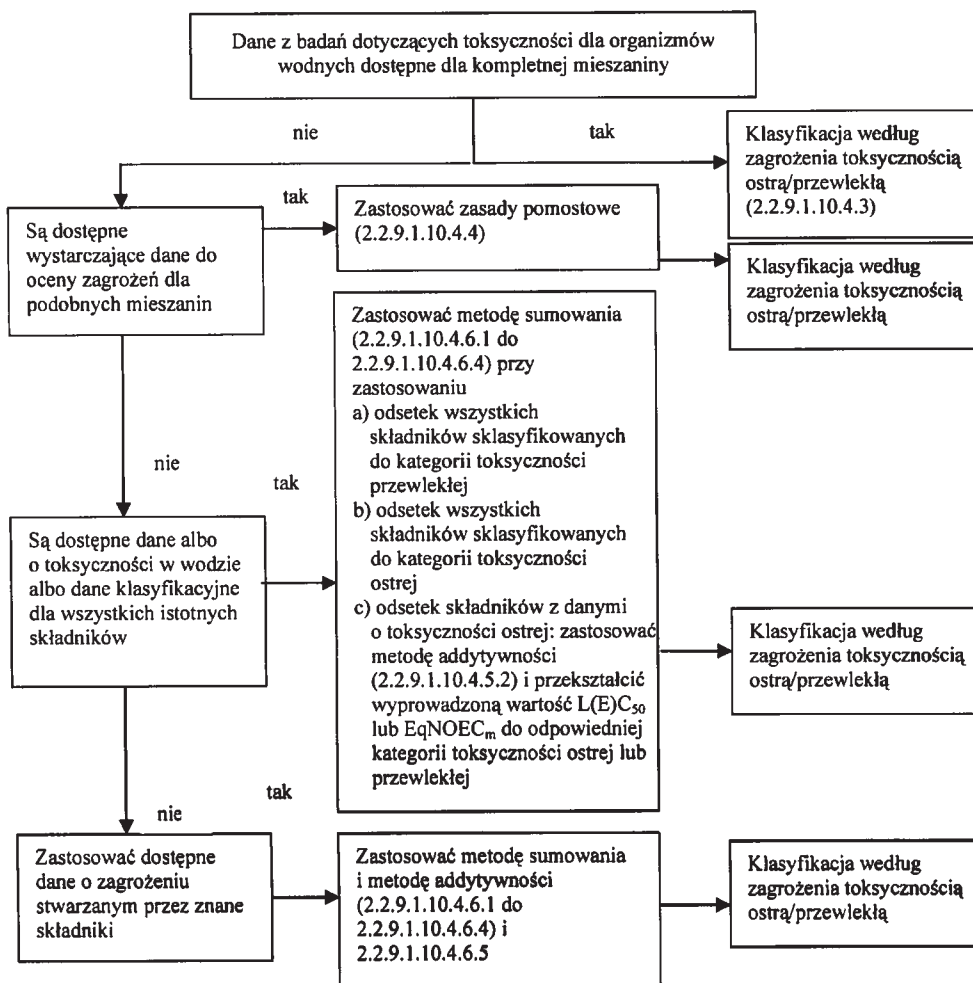 Dane z badań dotyczących toksyczności dla organizmów
wodnych dostępne dla kompletnej mieszaniny
nie
tak
Klasyfikacja według
zagrożenia toksycznością
ostrą/przewlekłą
(2.2.9.1.10.4.3)
Są dostępne
wystarczające dane do
oceny zagrożeń dla
podobnych mieszanin
tak
Zastosować zasady pomostowe
(2.2.9.1.10.4.4)
Klasyfikacja według
zagrożenia toksycznością
ostrą/przewlekłą
nie
tak
Są dostępne dane albo
o toksyczności w wodzie
albo dane klasyfikacyjne
dla wszystkich istotnych
składników
Zastosować metodę sumowania
(2.2.9.1.10.4.6.1 do
2.2.9.1.10.4.6.4) przy
zastosowaniu
a) odsetek wszystkich
składników sklasyfikowanych
do kategorii toksyczności
przewlekłej
b) odsetek wszystkich
składników sklasyfikowanych
do kategorii toksyczności
ostrej
c) odsetek składników z danymi
o toksyczności ostrej: zastosować
metodę addytywności
(2.2.9.1.10.4.5.2) i przekształcić
wyprowadzoną wartość L(E)C₅₀
lub EqNOECₘ do odpowiedniej
kategorii toksyczności ostrej lub
przewlekłej
Klasyfikacja według
zagrożenia toksycznością
ostrą/przewlekłą
nie
tak
Zastosować dostępne
dane o zagrożeniu
stwarzanym przez znane
składniki
Zastosować metodę sumowania
i metodę addytywności
(2.2.9.1.10.4.6.1 do
2.2.9.1.10.4.6.4) i
2.2.9.1.10.4.6.5
Klasyfikacja według
zagrożenia toksycznością
ostrą/przewlekłą